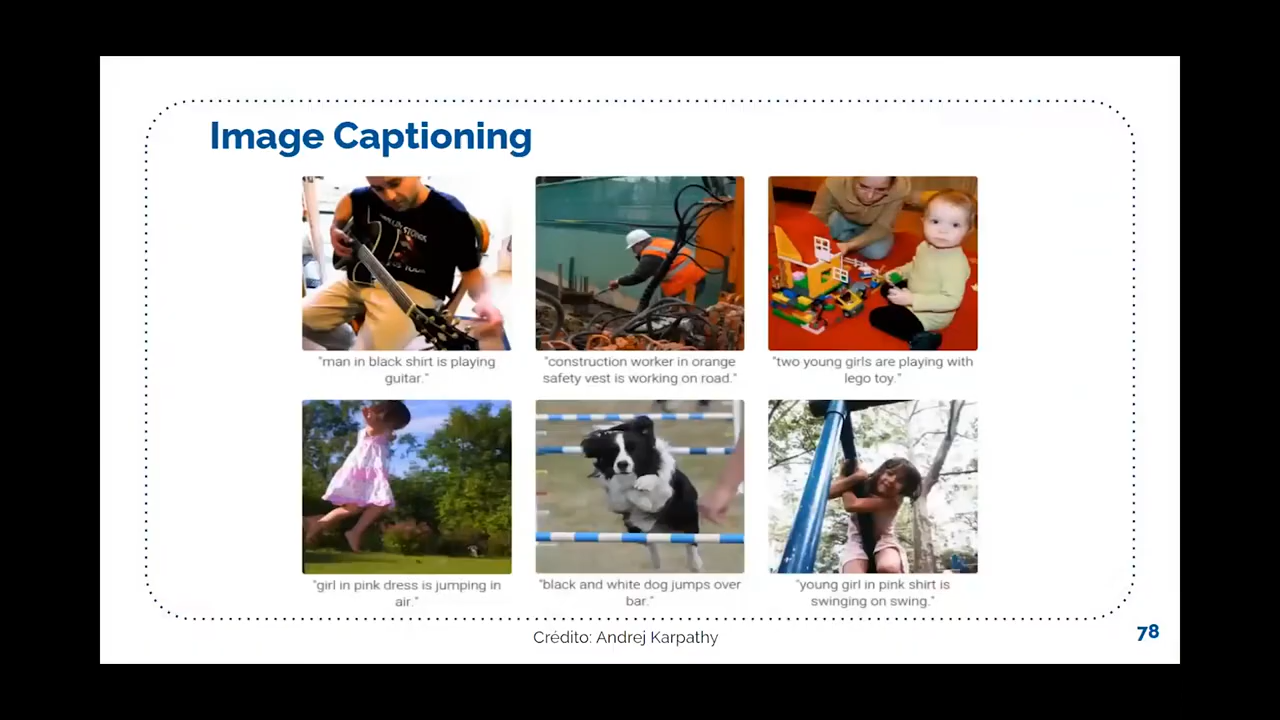 Image Captioning
"man in black shirt is playing
guitar."
"construction worker in orange
safety vest is working on road."
"two young girls are playing with
lego toy."
"girl in pink dress is jumping in
air."
"black and white dog jumps over
bar."
"young girl in pink shirt is
swinging on swing."
Crédito: Andrej Karpathy
78